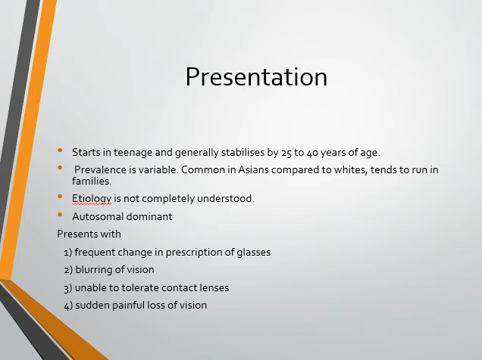 Presentation
• Starts in teenage and generally stabilises by 25 to 40 years of age.
• Prevalence is variable. Common in Asians compared to whites, tends to run in
families.
• Etiology is not completely understood.
• Autosomal dominant
Presents with
1) frequent change in prescription of glasses
2) blurring of vision
3) unable to tolerate contact lenses
4) sudden painful loss of vision